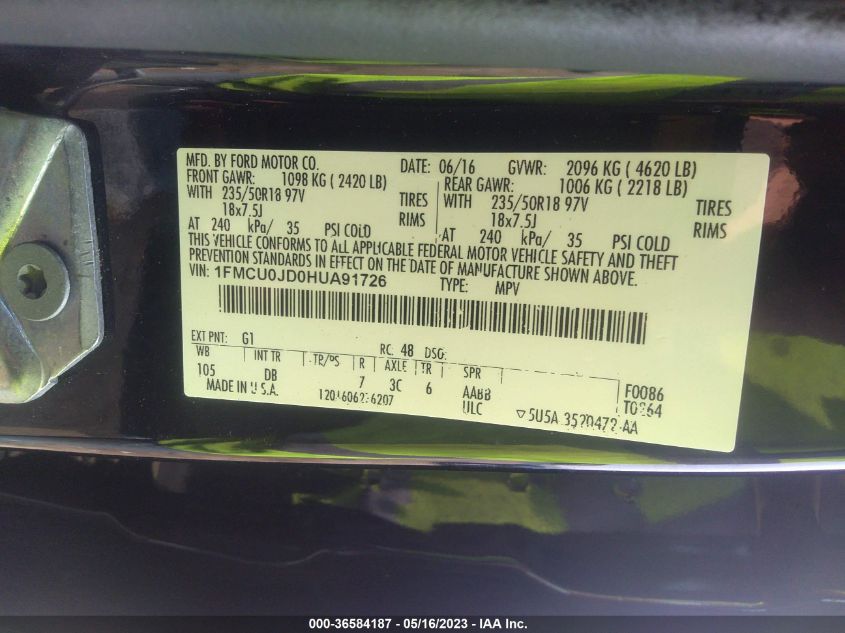 MFD. BY FORD MOTOR CO. DATE: 06/16 GVWR: 2096 KG ( 4620 LB)
FRONT GAWR: 1098 KG ( 2420 LB) REAR GAWR: 1006 KG ( 2218 LB)
WITH 235/50R18 97V TIRES WITH 235/50R18 97V TIRES
18x7.5J RIMS 18x7.5J RIMS
AT 240 kPa/ 35 PSI COLD AT 240 kPa/ 35 PSI COLD
THIS VEHICLE CONFORMS TO ALL APPLICABLE FEDERAL MOTOR VEHICLE SAFETY AND THEFT
PREVENTION STANDARDS IN EFFECT ON THE DATE OF MANUFACTURE SHOWN ABOVE.
VIN: 1FMCU0JD0HUA91726 TYPE: MPV
EXT PNT: G1 RC: 48 DSO:
WB INT TR TP/PS R AXLE TR SPR
105 DB 7 3C 6 AABB F0086
MADE IN U.S.A. ULC T0264
▽5U5A
000-36584187 - 05/16/2023 - IAA Inc.